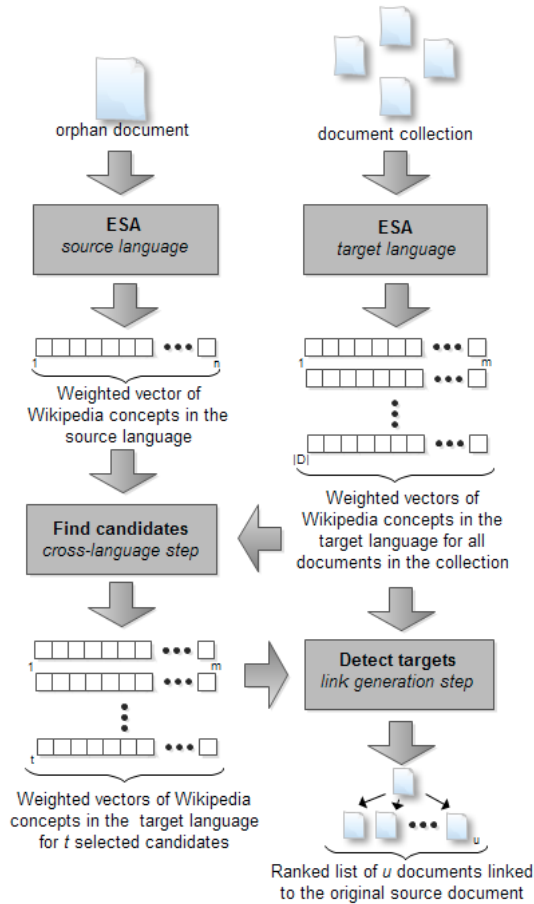 orphan document
document collection
ESA
source language
ESA
target language
1
n
Weighted vector of
Wikipedia concepts in the
source language
1
m
|D|
Weighted vectors of
Wikipedia concepts in the
target language for all
documents in the collection
Find candidates
cross-language step
1
m
t
Weighted vectors of Wikipedia
concepts in the target language
for t selected candidates
Detect targets
link generation step
u
Ranked list of u documents linked
to the original source document